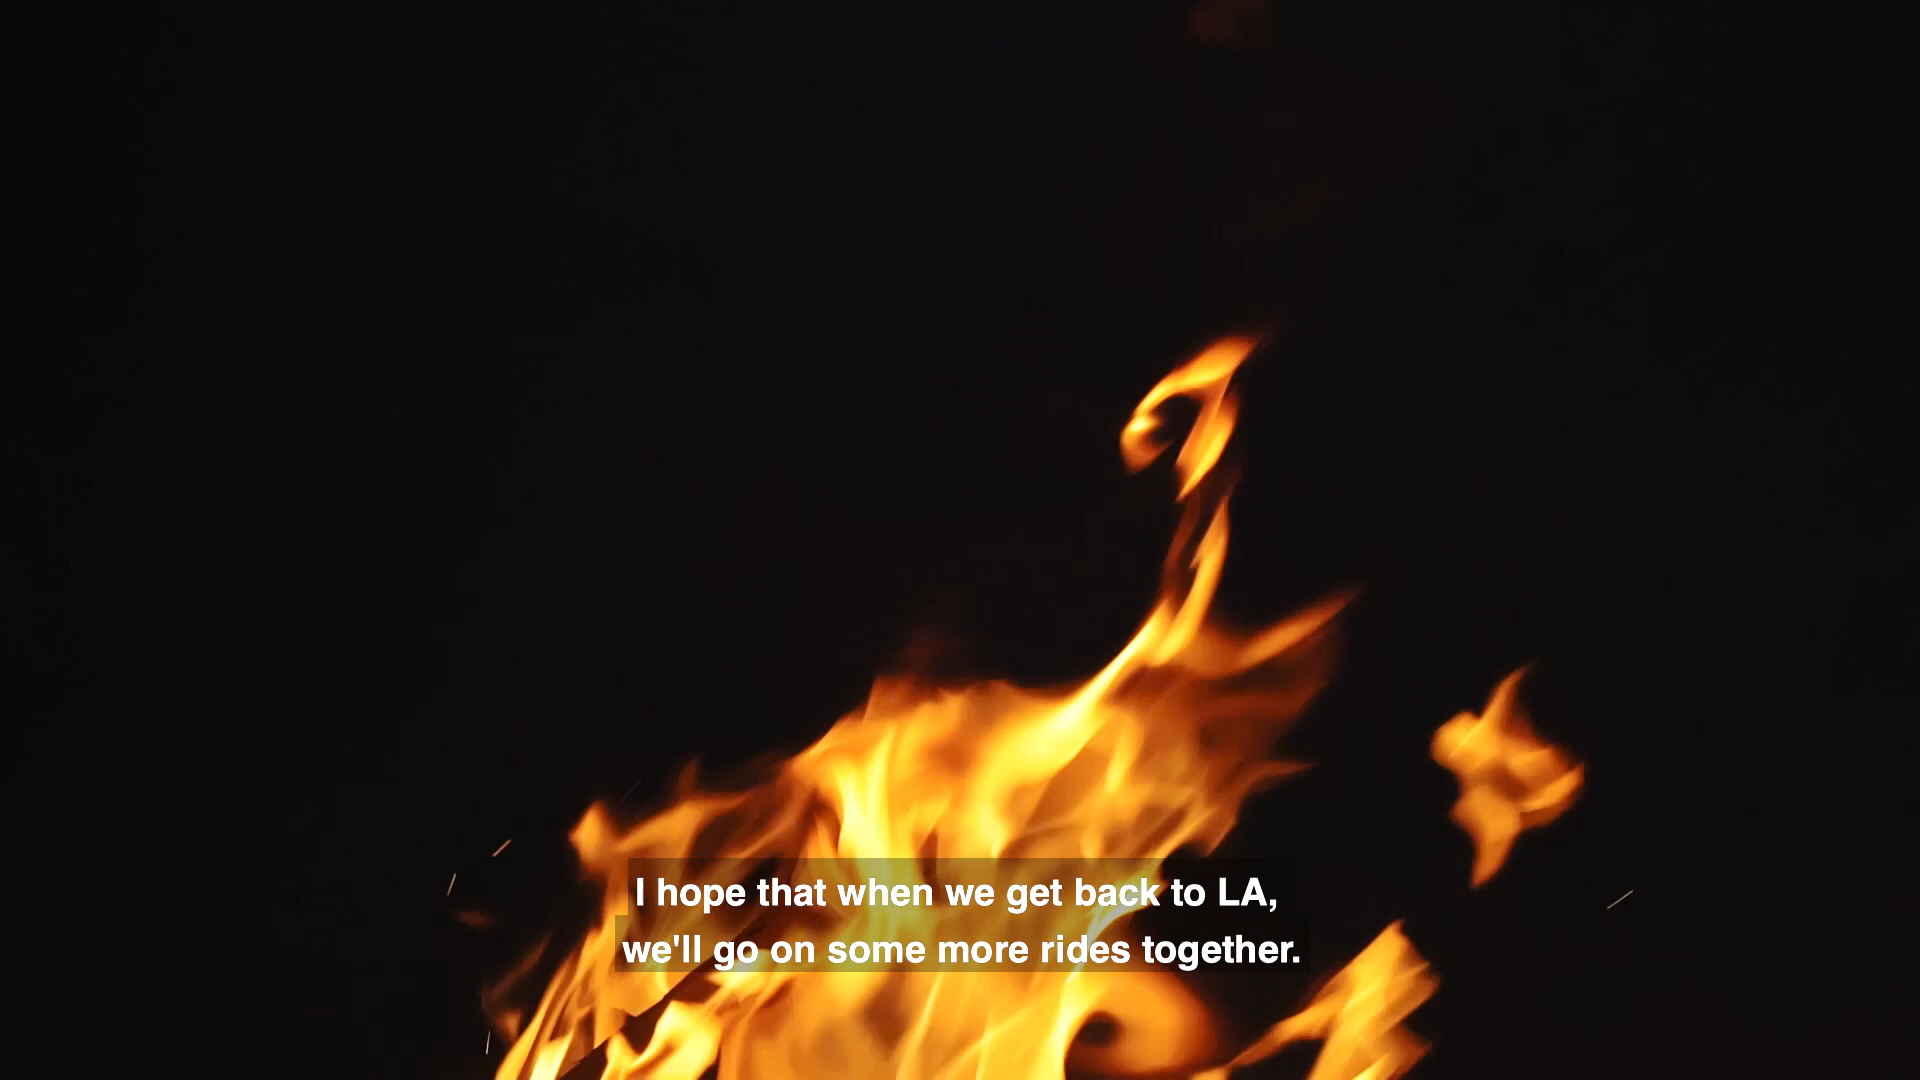 I hope that when we get back to LA,
we'll go on some more rides together.